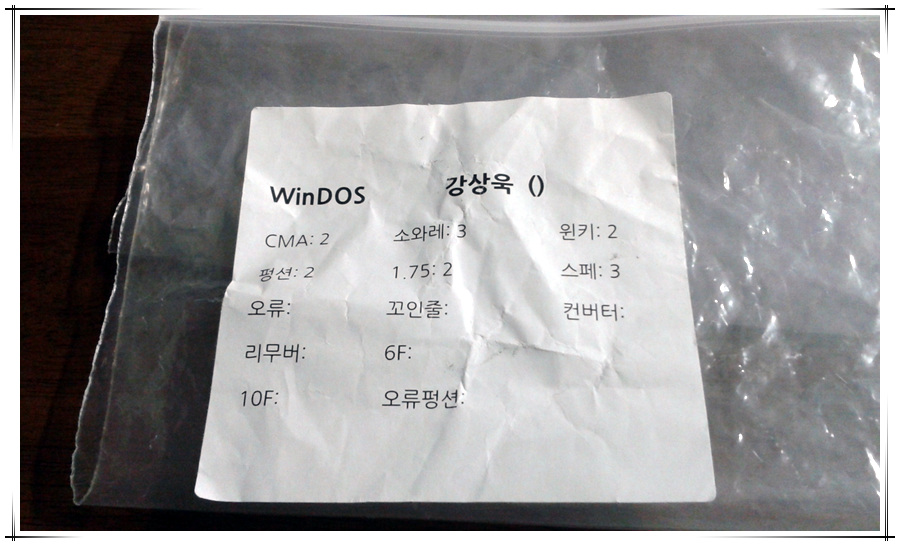 WinDOS 강상욱 ()
CMA: 2 소와레: 3 윈키: 2
펑션: 2 1.75: 2 스페: 3
오류: 꼬인줄: 컨버터:
리무버: 6F:
10F: 오류펑션: